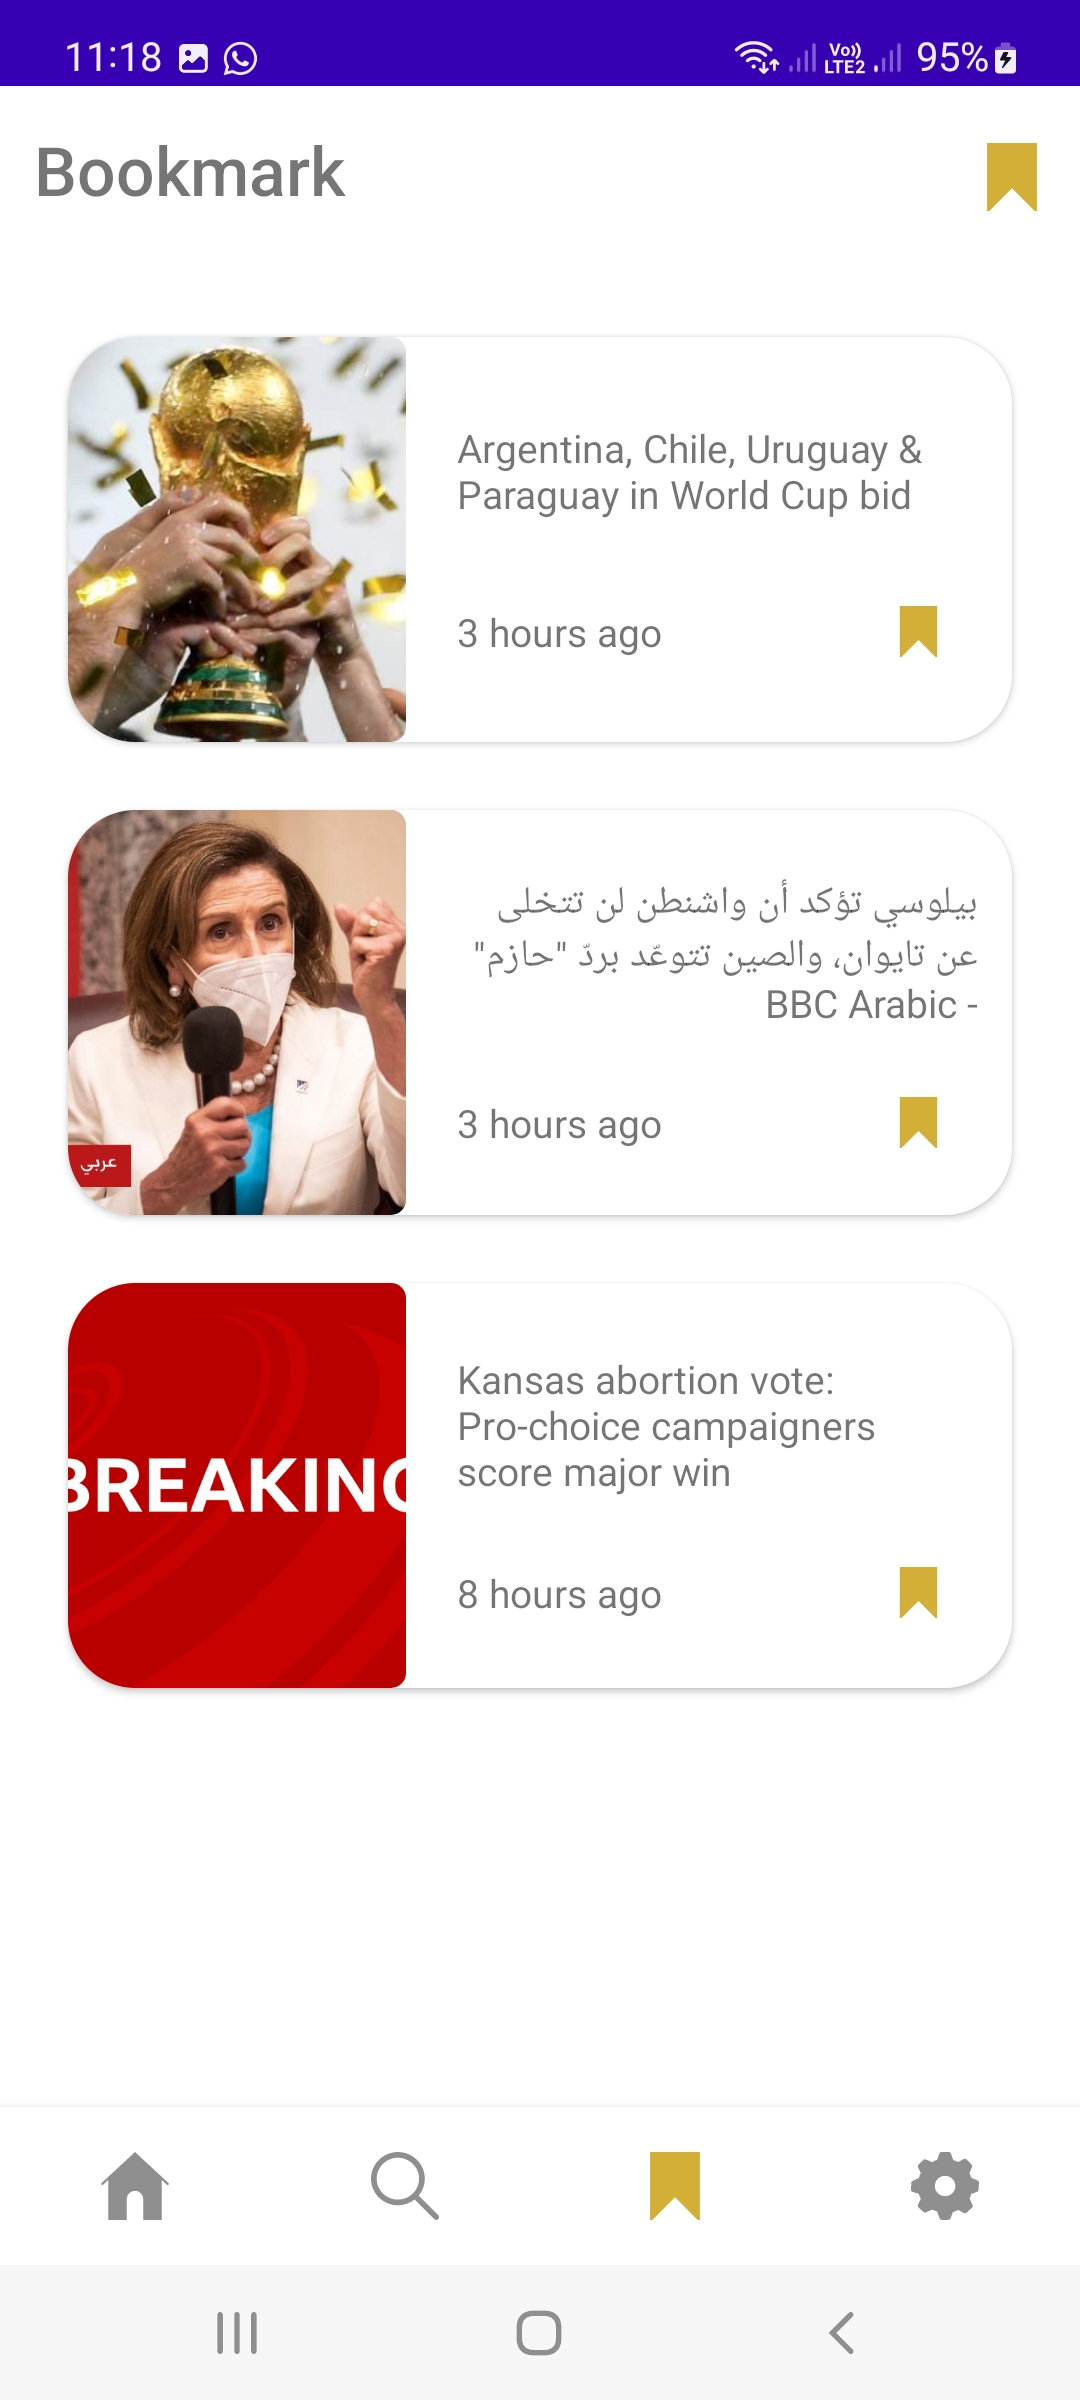 11:18
Vo))
LTE2
95%
Bookmark
Argentina, Chile, Uruguay &
Paraguay in World Cup bid
3 hours ago
بيلوسي تؤكد أن واشنطن لن تتخلى
عن تايوان، والصين تتوعّد بردّ "حازم"
- BBC Arabic
عربي
3 hours ago
BREAKING
Kansas abortion vote:
Pro-choice campaigners
score major win
8 hours ago